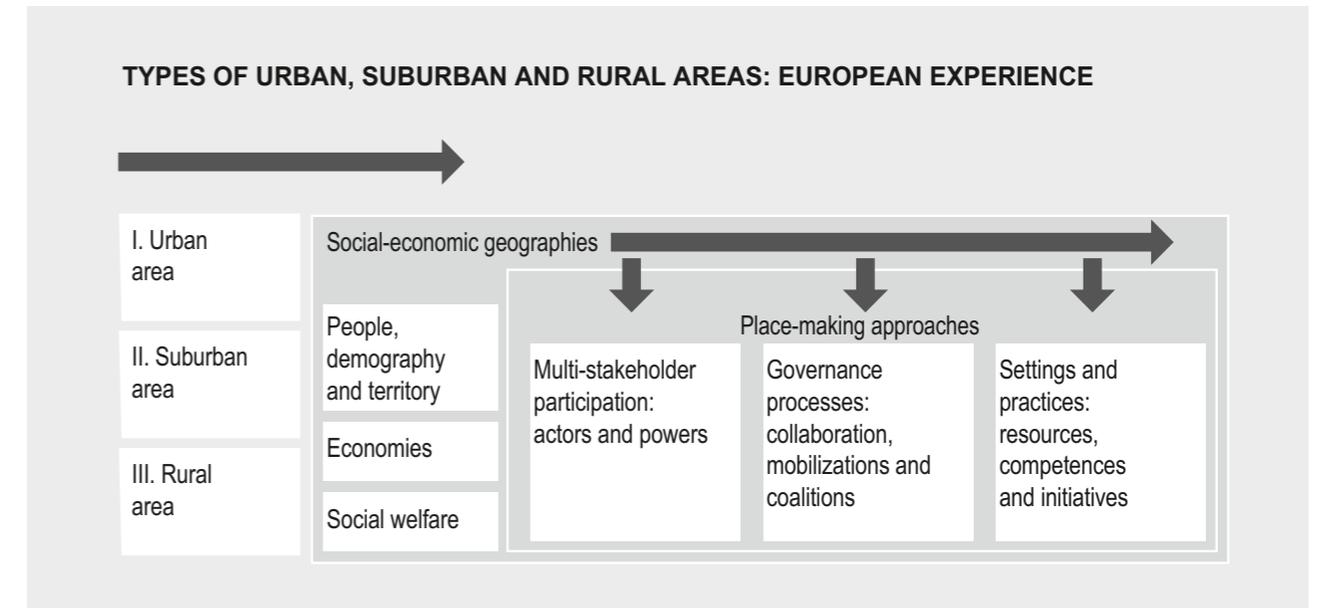 TYPES OF URBAN, SUBURBAN AND RURAL AREAS: EUROPEAN EXPERIENCE
I. Urban
area
II. Suburban
area
III. Rural
area
Social-economic geographies
People,
demography
and territory
Economies
Social welfare
Place-making approaches
Multi-stakeholder
participation:
actors and powers
Governance
processes:
collaboration,
mobilizations and
coalitions
Settings and
practices:
resources,
competences
and initiatives